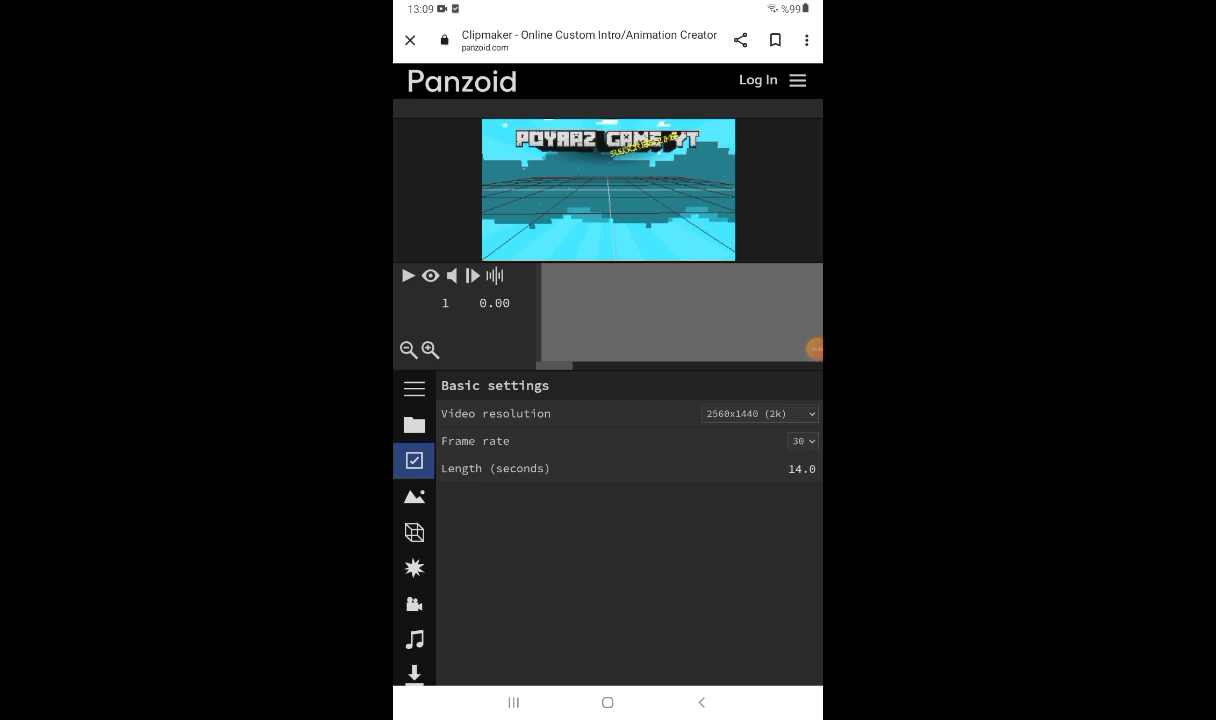 13:09
%99
Clipmaker - Online Custom Intro/Animation Creator
panzoid.com
Panzoid
Log In
POYRAZ GAME YT
1 0.00
Basic settings
Video resolution 2560x1440 (2k)
Frame rate 30
Length (seconds) 14.0